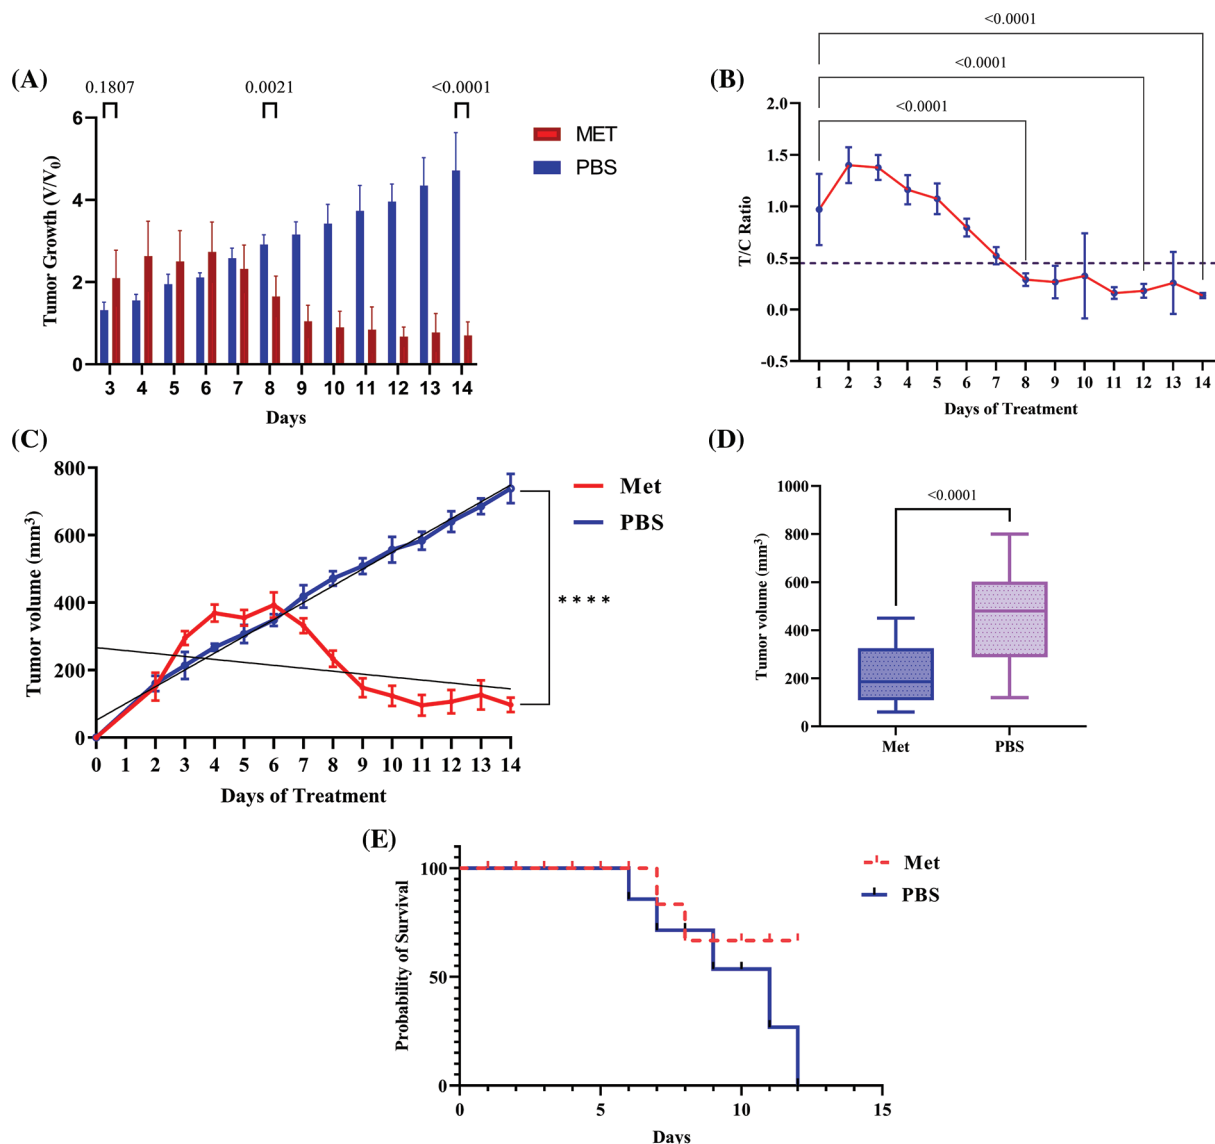 (A)
0.1807
0.0021
<0.0001
6
4
2
0
Tumor Growth (V/V0)
3 4 5 6 7 8 9 10 11 12 13 14
Days
MET
PBS
(B)
<0.0001
<0.0001
<0.0001
2.0
1.5
1.0
0.5
0.0
-0.5
T/C Ratio
1 2 3 4 5 6 7 8 9 10 11 12 13 14
Days of Treatment
(C)
800
600
400
200
0
Tumor volume (mm3)
0 1 2 3 4 5 6 7 8 9 10 11 12 13 14
Days of Treatment
Met
PBS
****
(D)
<0.0001
1000
800
600
400
200
0
Tumor volume (mm3)
Met PBS
(E)
100
50
0
Probability of Survival
0 5 10 15
Days
Met
PBS